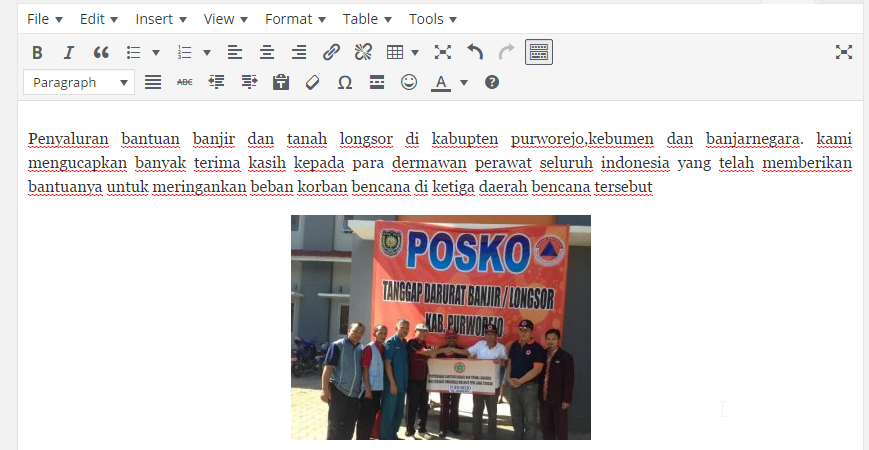 File Edit Insert View Format Table Tools
B I
Paragraph ABC Ω A
Penyaluran bantuan banjir dan tanah longsor di kabupten purworejo,kebumen dan banjarnegara. kami
mengucapkan banyak terima kasih kepada para dermawan perawat seluruh indonesia yang telah memberikan
bantuanya untuk meringankan beban korban bencana di ketiga daerah bencana tersebut
POSKO
TANGGAP DARURAT BANJIR / LONGSOR
KAB. PURWOREJO